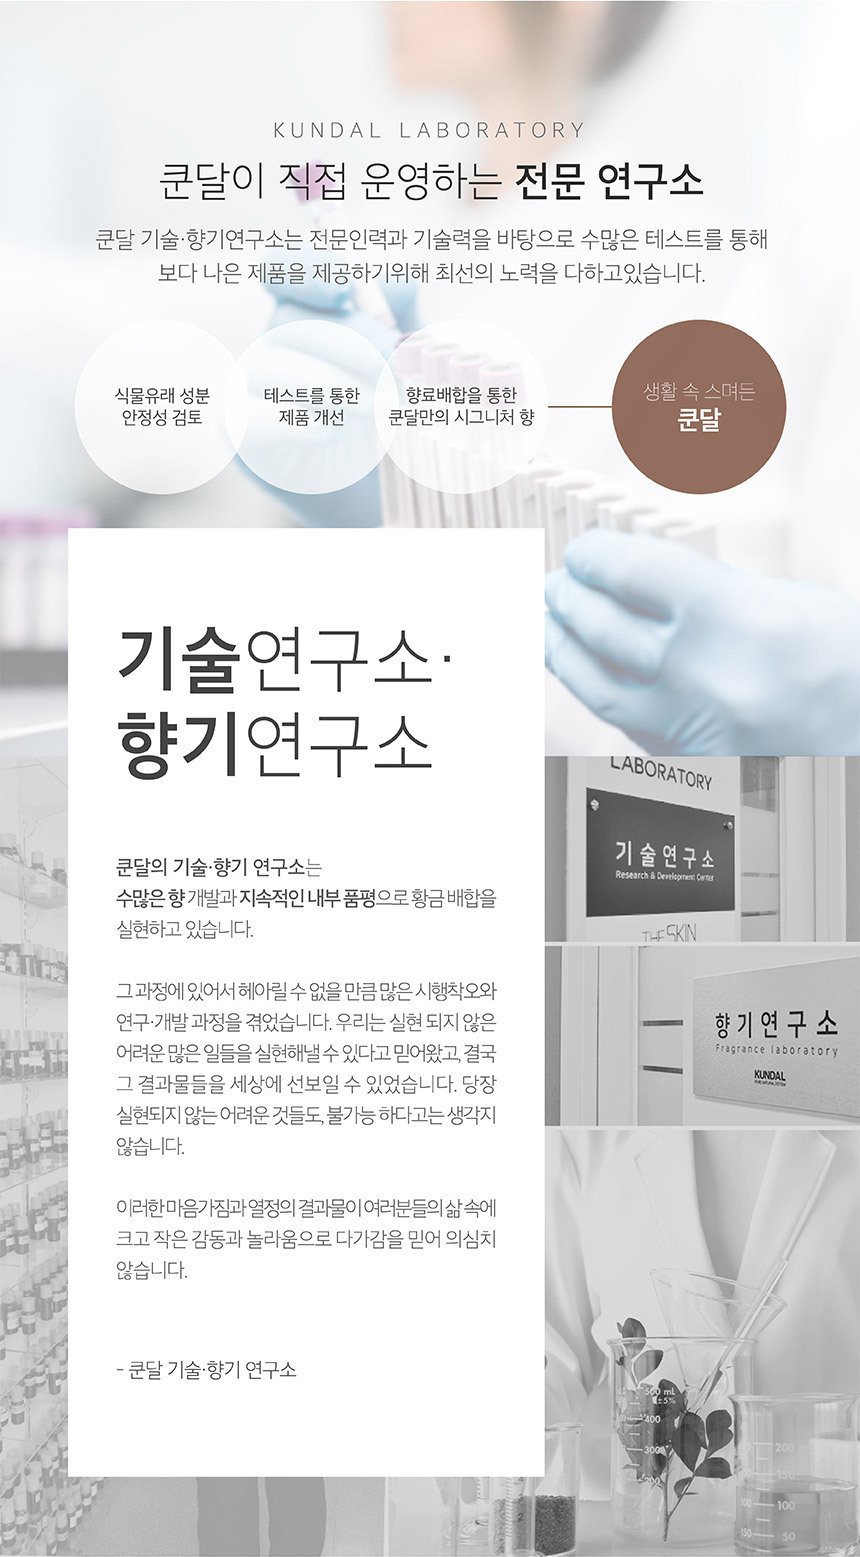 KUNDAL LABORATORY
쿤달이 직접 운영하는 전문 연구소
쿤달 기술·향기연구소는 전문인력과 기술력을 바탕으로 수많은 테스트를 통해
보다 나은 제품을 제공하기위해 최선의 노력을 다하고있습니다.
식물유래 성분
안정성 검토
테스트를 통한
제품 개선
향료배합을 통한
쿤달만의 시그니처 향
생활 속 스며든
쿤달
기술연구소·
향기연구소
쿤달의 기술·향기 연구소는
수많은 향 개발과 지속적인 내부 품평으로 황금 배합을
실현하고 있습니다.
그 과정에 있어서 헤아릴 수 없을 만큼 많은 시행착오와
연구·개발 과정을 겪었습니다. 우리는 실현 되지 않은
어려운 많은 일들을 실현해낼 수 있다고 믿어왔고, 결국
그 결과물들을 세상에 선보일 수 있었습니다. 당장
실현되지 않는 어려운 것들도, 불가능 하다고는 생각지
않습니다.
이러한 마음가짐과 열정의 결과물이 여러분들의 삶 속에
크고 작은 감동과 놀라움으로 다가감을 믿어 의심치
않습니다.
- 쿤달 기술·향기 연구소
LABORATORY
기술연구소
Research & Development Center
THE SKIN
향기연구소
Fragrance laboratory
KUNDAL
PURE NATURAL SYSTEM
500 mL
±5%
400
300
200
200
150
100
50